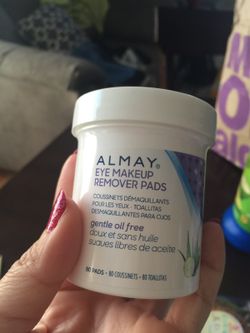 ALMAY®
EYE MAKEUP
REMOVER PADS
COUSSINETS DÉMAQUILLANTS
POUR LES YEUX · TOALLITAS
DESMAQUILLANTES PARA OJOS
gentle oil free
doux et sans huile
suaves libres de aceite
80 PADS · 80 COUSSINETS · 80 TOALLITAS